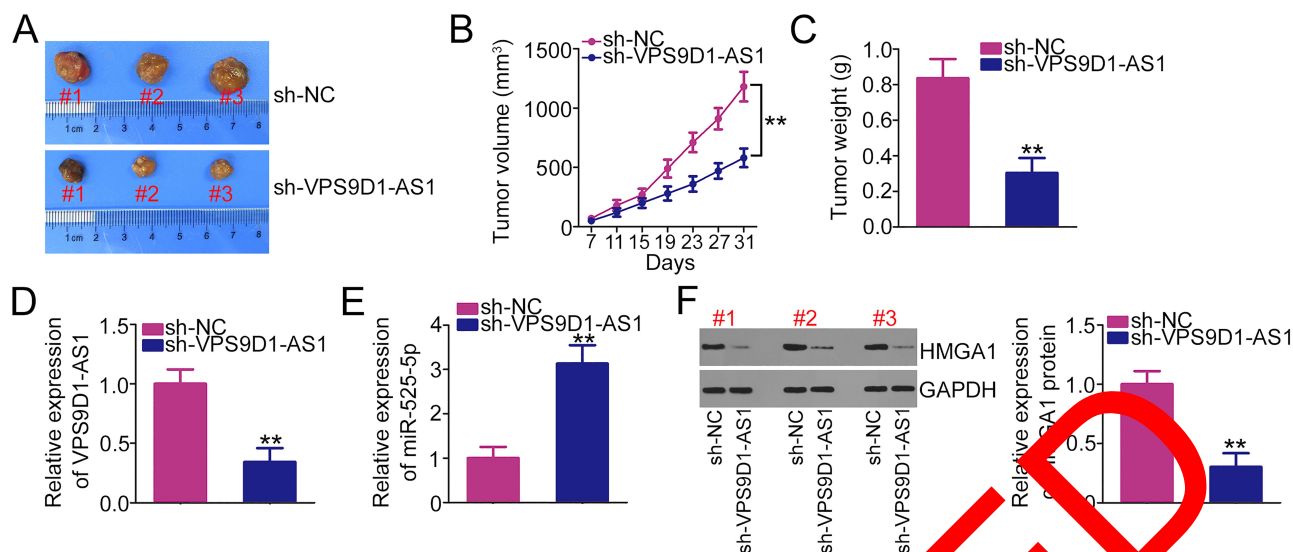 A
#1 #2 #3
1cm 2 3 4 5 6 7 8
sh-NC
#1 #2 #3
1cm 2 3 4 5 6 7 8
sh-VPS9D1-AS1
B
sh-NC
sh-VPS9D1-AS1
Tumor volume (mm³)
1500
1000
500
0
**
7 11 15 19 23 27 31
Days
C
sh-NC
sh-VPS9D1-AS1
Tumor weight (g)
1.0
0.8
0.6
0.4
0.2
0.0
**
D
sh-NC
sh-VPS9D1-AS1
Relative expression
of VPS9D1-AS1
1.5
1.0
0.5
0.0
**
E
sh-NC
sh-VPS9D1-AS1
Relative expression
of miR-525-5p
4
3
2
1
0
**
F
#1 #2 #3
HMGA1
GAPDH
sh-NC
sh-VPS9D1-AS1
sh-NC
sh-VPS9D1-AS1
sh-NC
sh-VPS9D1-AS1
sh-NC
sh-VPS9D1-AS1
Relative expression
protein
1.5
1.0
**